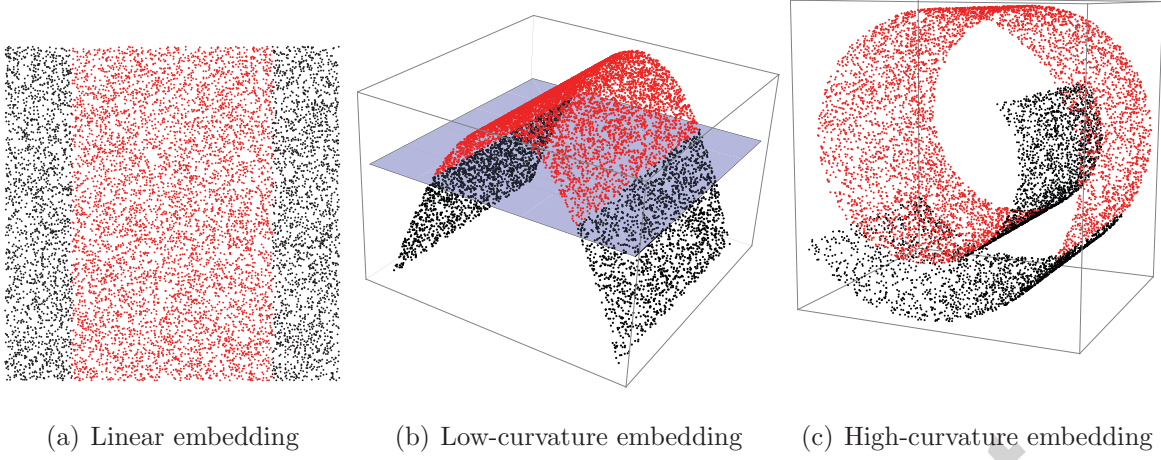 (a) Linear embedding
(b) Low-curvature embedding
(c) High-curvature embedding